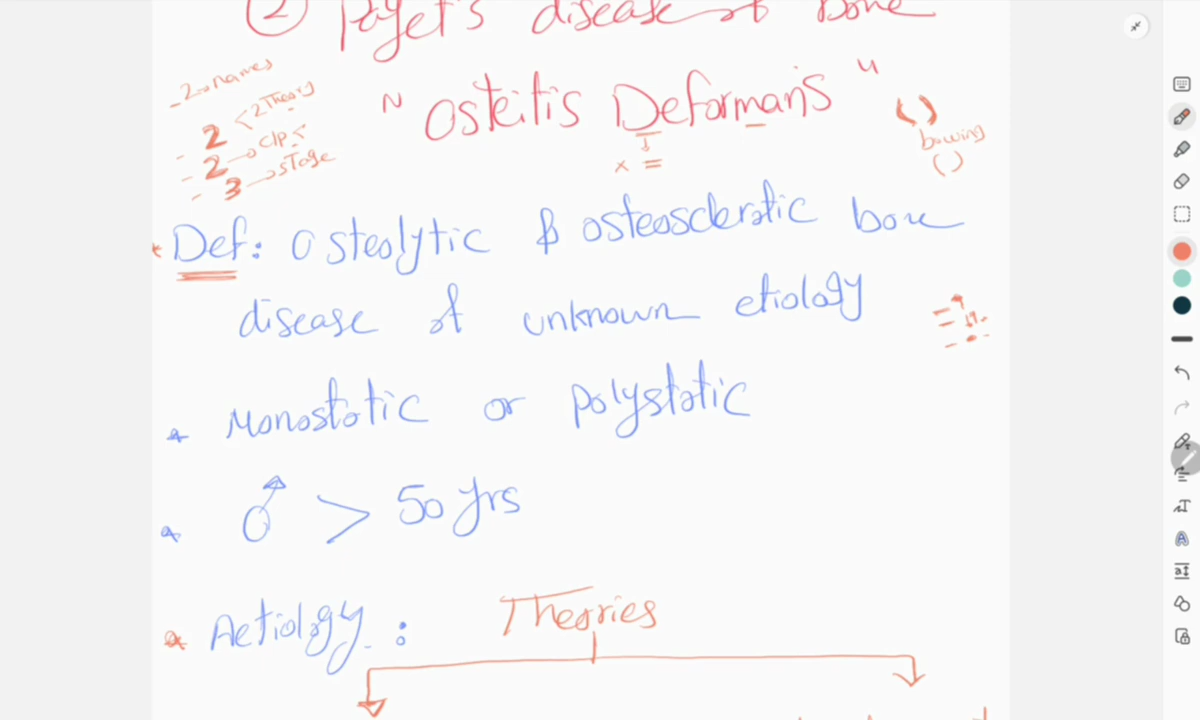 ② Paget's disease of bone
"Osteitis Deformans"
- 2 → names
- 2 < 2 Theory
- 2 → C/P <
- 3 → stage
x =
( )
bowing
( )
* Def: Osteolytic & osteosclerotic bone
disease of unknown etiology
* Monostotic or polystotic
* ♂ > 50 yrs
* Aetiology :
Theories